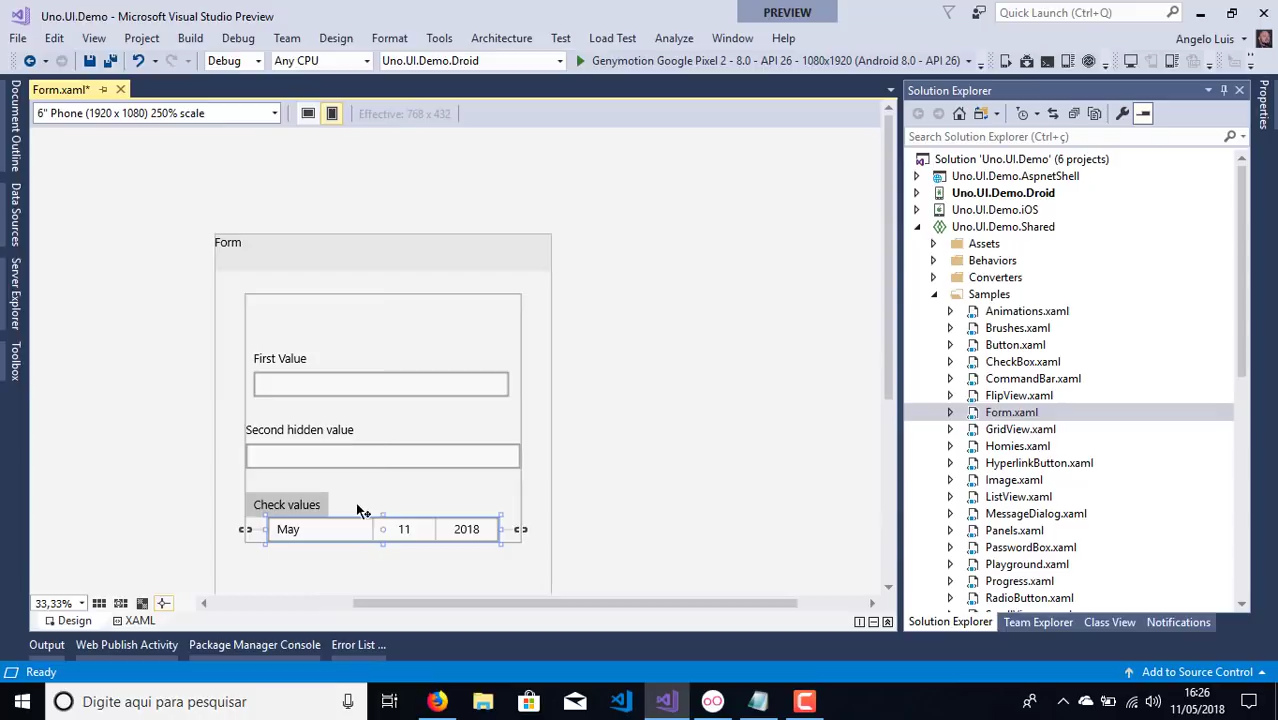 Uno.UI.Demo - Microsoft Visual Studio Preview
PREVIEW
Quick Launch (Ctrl+Q)
File Edit View Project Build Debug Team Design Format Tools Architecture Test Load Test Analyze Window Help
Angelo Luis
Debug Any CPU Uno.UI.Demo.Droid Genymotion Google Pixel 2 - 8.0 - API 26 - 1080x1920 (Android 8.0 - API 26)
Form.xaml*
6" Phone (1920 x 1080) 250% scale
Effective: 768 x 432
Document Outline
Data Sources
Server Explorer
Toolbox
Form
First Value
Second hidden value
Check values
May 11 2018
33,33%
Design XAML
Solution Explorer
Search Solution Explorer (Ctrl+ç)
Solution 'Uno.UI.Demo' (6 projects)
Uno.UI.Demo.AspnetShell
Uno.UI.Demo.Droid
Uno.UI.Demo.iOS
Uno.UI.Demo.Shared
Assets
Behaviors
Converters
Samples
Animations.xaml
Brushes.xaml
Button.xaml
CheckBox.xaml
CommandBar.xaml
FlipView.xaml
Form.xaml
GridView.xaml
Homies.xaml
HyperlinkButton.xaml
Image.xaml
ListView.xaml
MessageDialog.xaml
Panels.xaml
PasswordBox.xaml
Playground.xaml
Progress.xaml
RadioButton.xaml
Solution Explorer Team Explorer Class View Notifications
Properties
Output Web Publish Activity Package Manager Console Error List ...
Ready
Add to Source Control
Digite aqui para pesquisar
16:26
11/05/2018